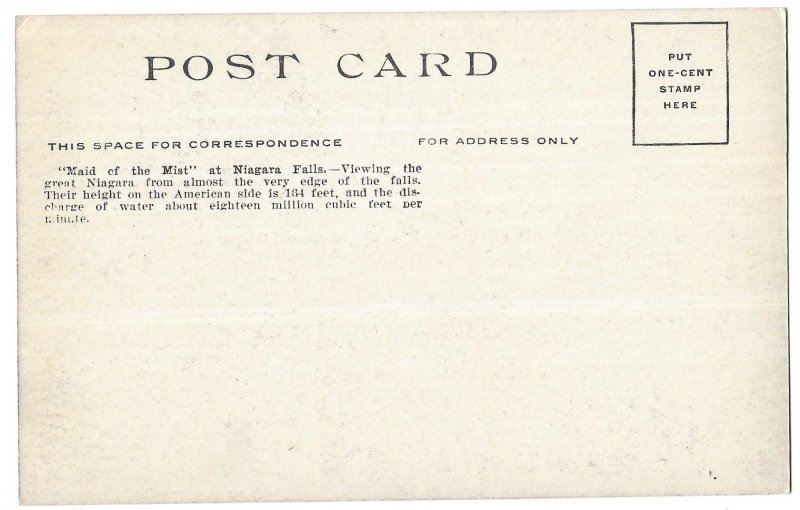 POST CARD
PUT
ONE-CENT
STAMP
HERE
THIS SPACE FOR CORRESPONDENCE
FOR ADDRESS ONLY
"Maid of the Mist" at Niagara Falls.—Viewing the
great Niagara from almost the very edge of the falls.
Their height on the American side is 164 feet, and the dis-
charge of water about eighteen million cubic feet per
minute.